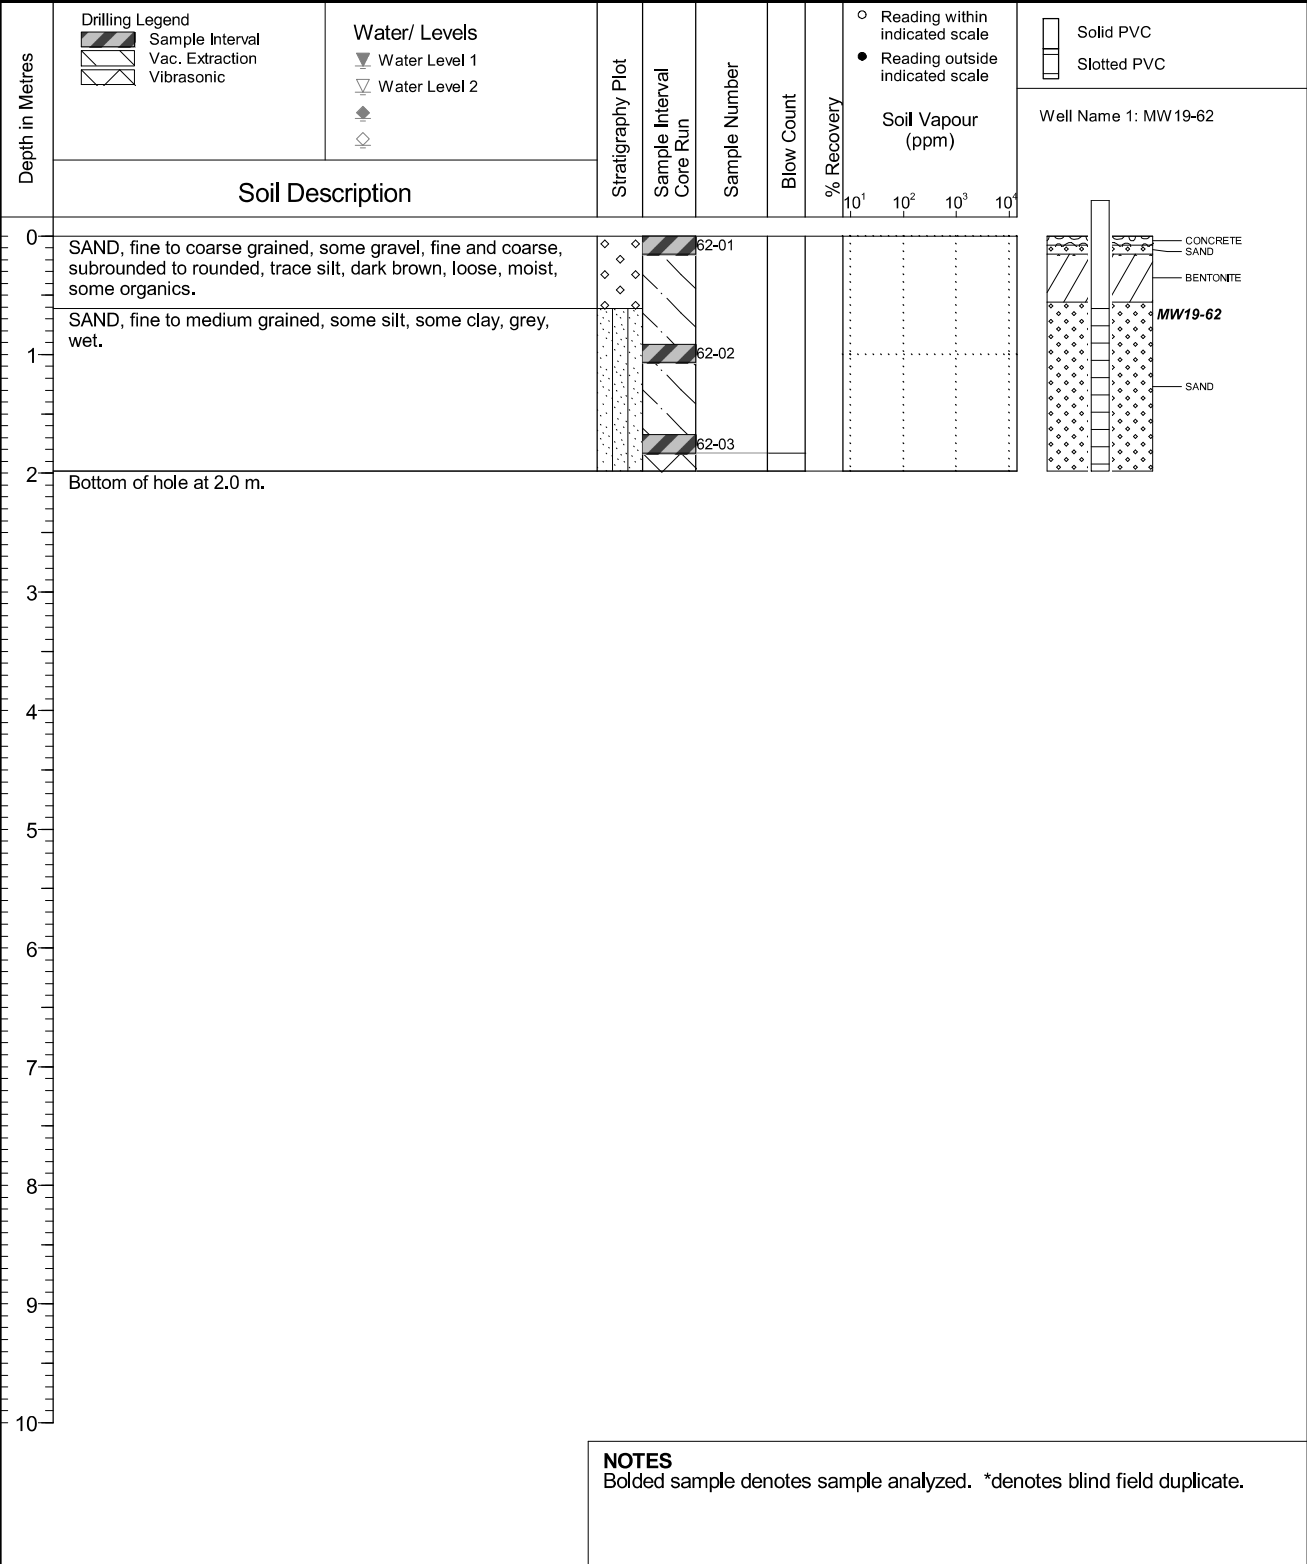 Drilling Legend
Sample Interval
Vac. Extraction
Vibrasonic
Water/ Levels
Water Level 1
Water Level 2
Depth in Metres
Soil Description
Stratigraphy Plot
Sample Interval
Core Run
Sample Number
Blow Count
% Recovery
Reading within
indicated scale
Reading outside
indicated scale
Soil Vapour
(ppm)
10¹ 10² 10³ 10⁴
Solid PVC
Slotted PVC
Well Name 1: MW19-62
0
SAND, fine to coarse grained, some gravel, fine and coarse,
subrounded to rounded, trace silt, dark brown, loose, moist,
some organics.
62-01
CONCRETE
SAND
BENTONITE
SAND, fine to medium grained, some silt, some clay, grey,
wet.
MW19-62
1
62-02
SAND
62-03
2
Bottom of hole at 2.0 m.
3
4
5
6
7
8
9
10
NOTES
Bolded sample denotes sample analyzed. *denotes blind field duplicate.